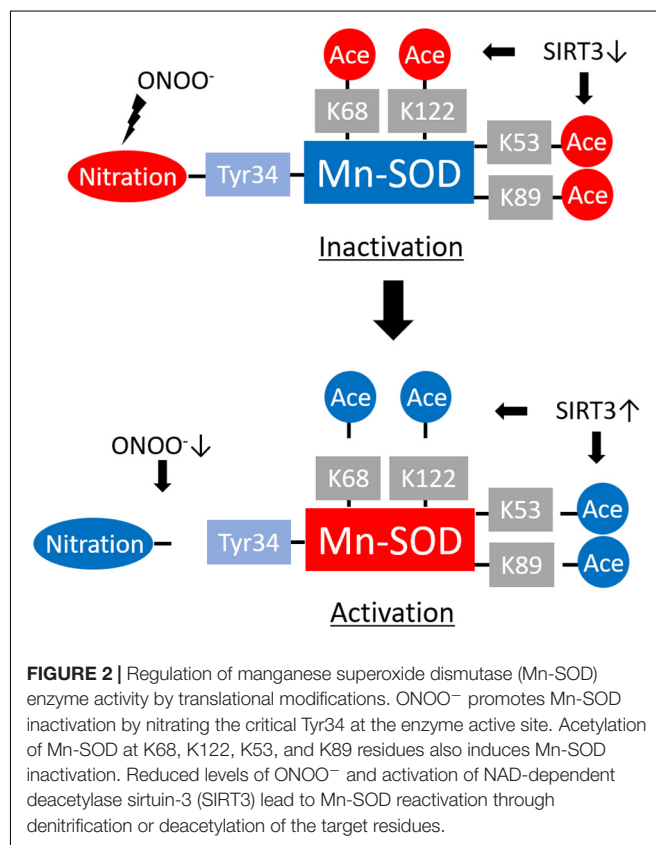 ONOO-
Ace Ace SIRT3↓
K68 K122
K53 Ace
Nitration Tyr34 Mn-SOD
K89 Ace
Inactivation
Ace Ace SIRT3↑
ONOO-↓
K68 K122
K53 Ace
Nitration Tyr34 Mn-SOD
K89 Ace
Activation
FIGURE 2 | Regulation of manganese superoxide dismutase (Mn-SOD)
enzyme activity by translational modifications. ONOO− promotes Mn-SOD
inactivation by nitrating the critical Tyr34 at the enzyme active site. Acetylation
of Mn-SOD at K68, K122, K53, and K89 residues also induces Mn-SOD
inactivation. Reduced levels of ONOO− and activation of NAD-dependent
deacetylase sirtuin-3 (SIRT3) lead to Mn-SOD reactivation through
denitrification or deacetylation of the target residues.